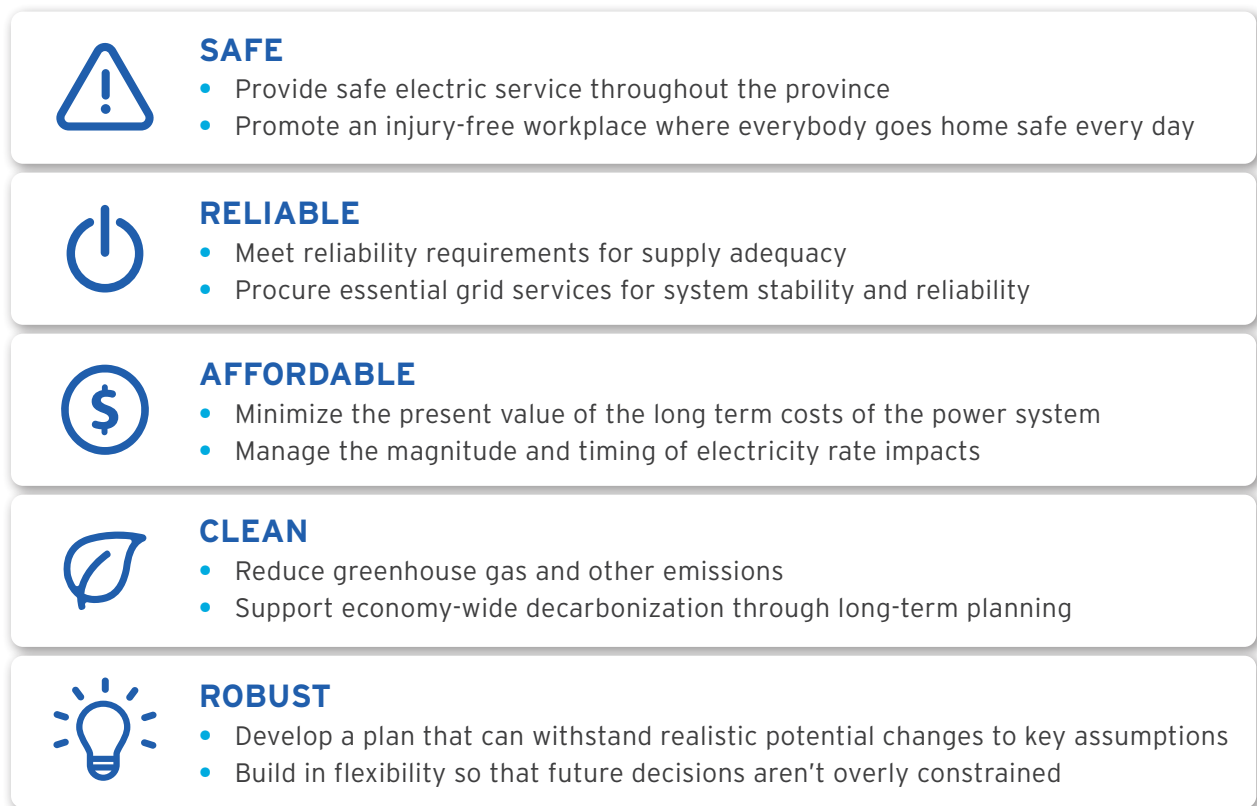 SAFE
• Provide safe electric service throughout the province
• Promote an injury-free workplace where everybody goes home safe every day
RELIABLE
• Meet reliability requirements for supply adequacy
• Procure essential grid services for system stability and reliability
$
AFFORDABLE
• Minimize the present value of the long term costs of the power system
• Manage the magnitude and timing of electricity rate impacts
CLEAN
• Reduce greenhouse gas and other emissions
• Support economy-wide decarbonization through long-term planning
ROBUST
• Develop a plan that can withstand realistic potential changes to key assumptions
• Build in flexibility so that future decisions aren't overly constrained